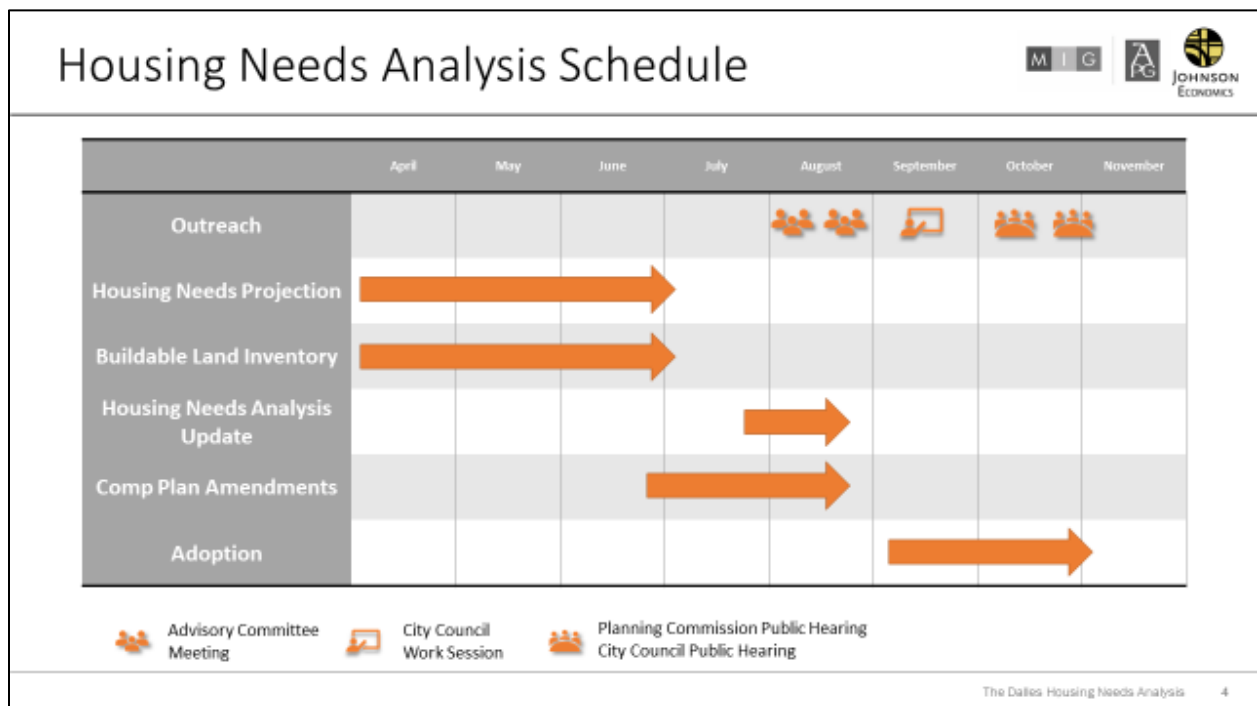 Housing Needs Analysis Schedule
M I G
APG
JOHNSON
ECONOMICS
April May June July August September October November
Outreach
Housing Needs Projection
Buildable Land Inventory
Housing Needs Analysis
Update
Comp Plan Amendments
Adoption
Advisory Committee
Meeting
City Council
Work Session
Planning Commission Public Hearing
City Council Public Hearing
The Dalles Housing Needs Analysis 4